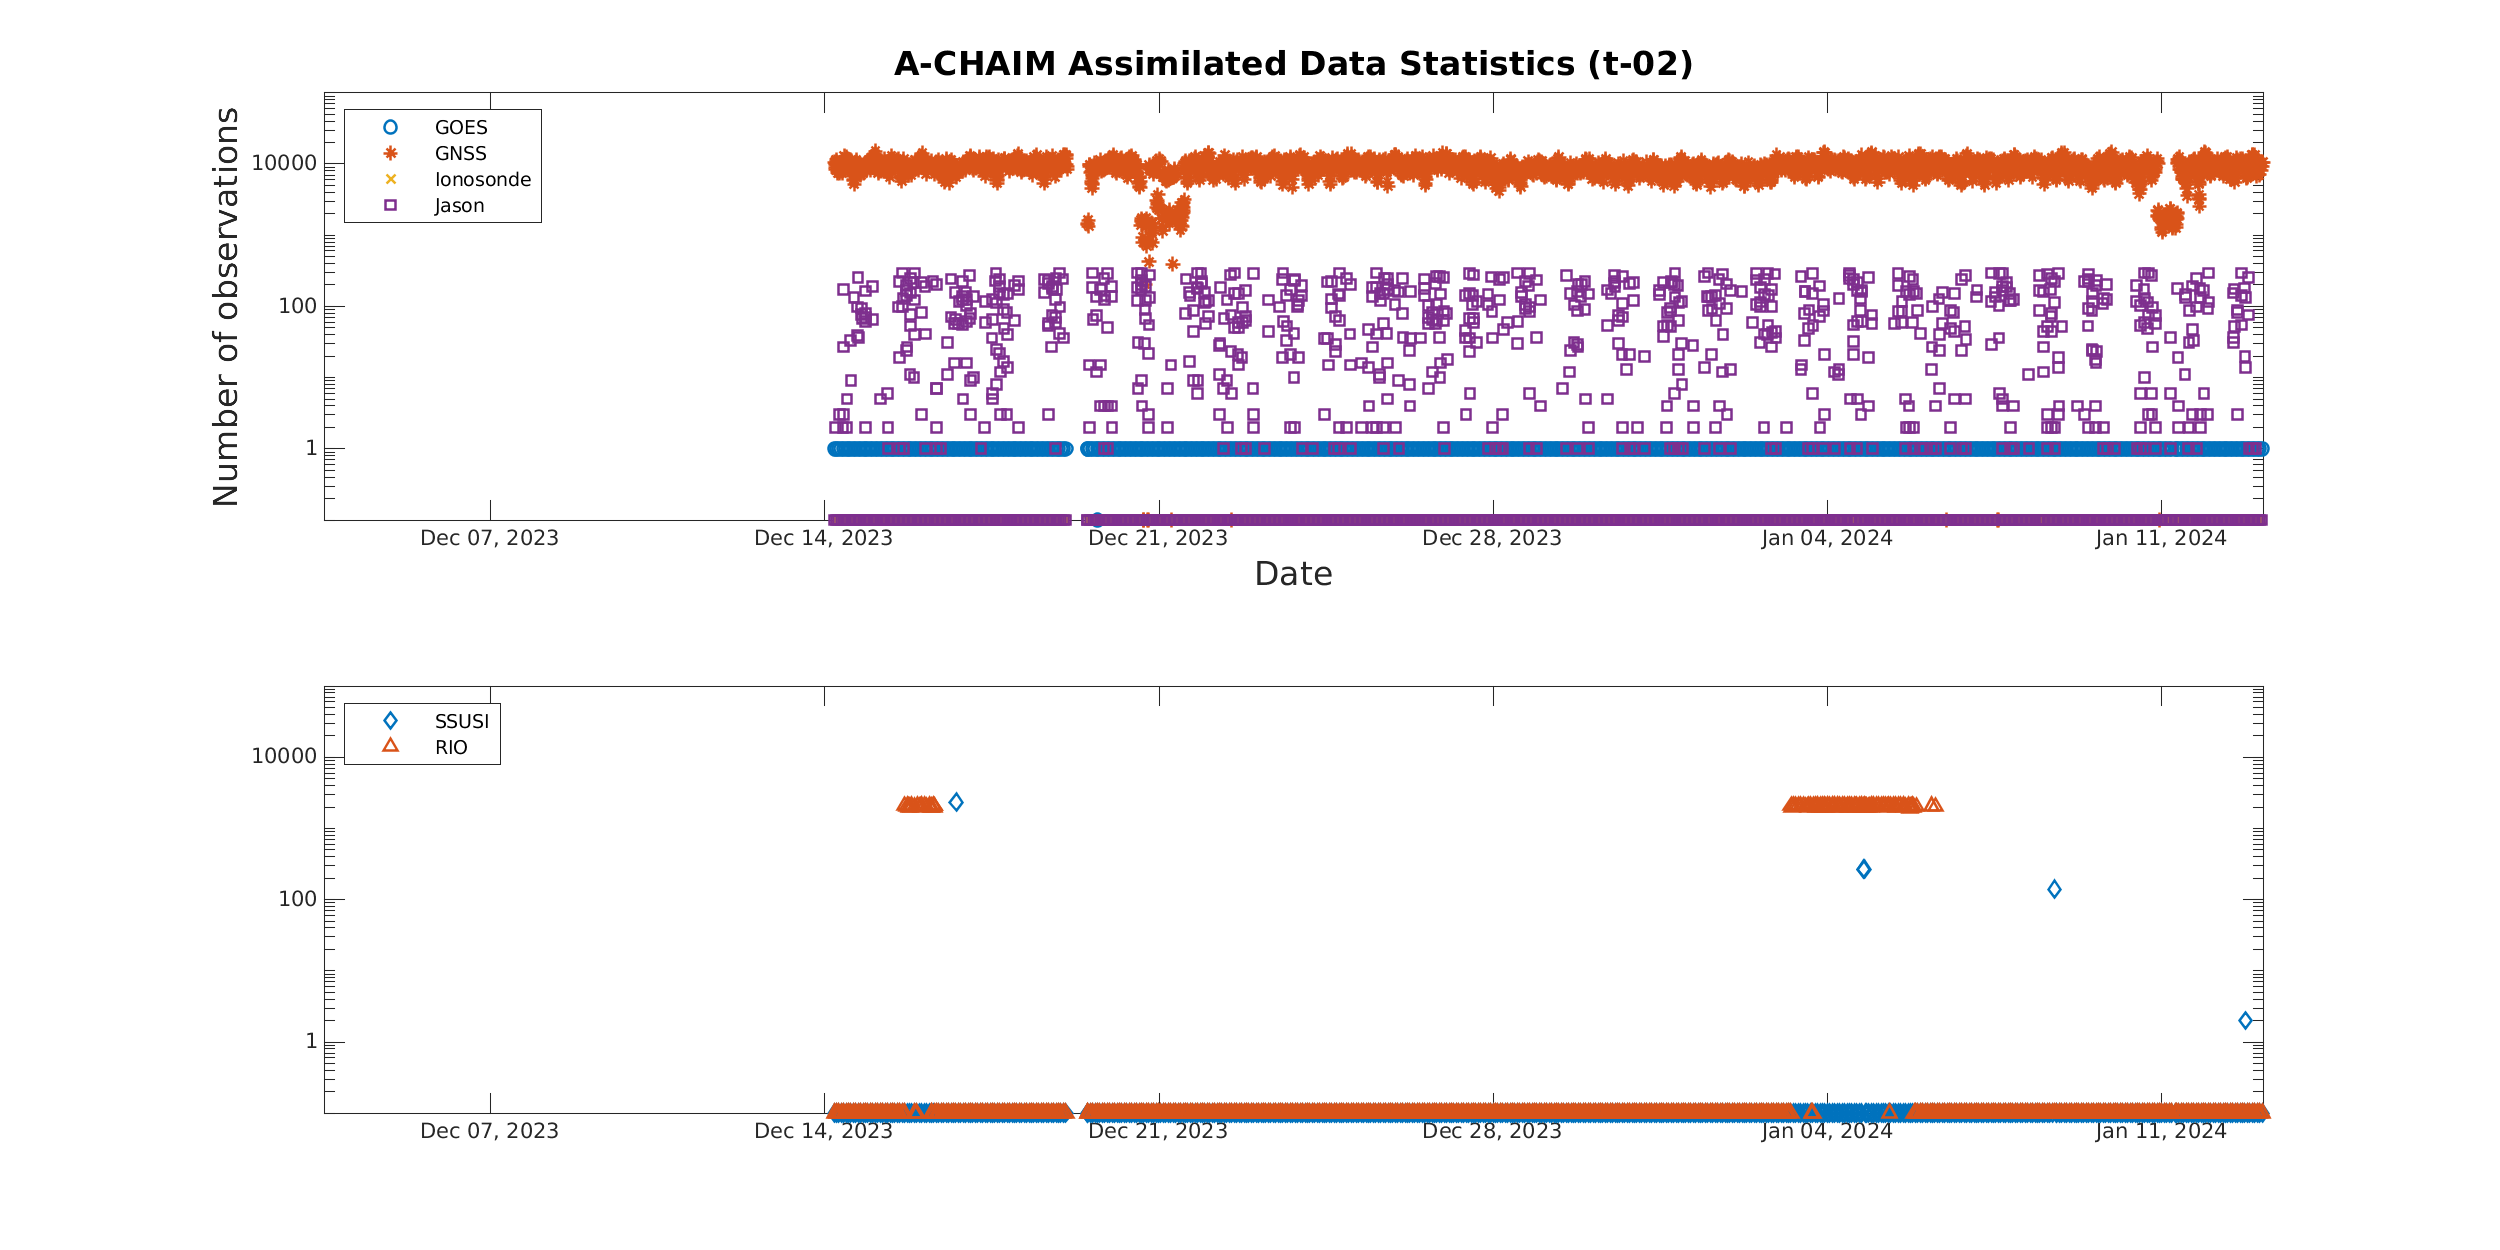 A-CHAIM Assimilated Data Statistics (t-02)
Number of observations
10000
100
1
GOES
GNSS
Ionosonde
Jason
Dec 07, 2023
Dec 14, 2023
Dec 21, 2023
Dec 28, 2023
Jan 04, 2024
Jan 11, 2024
Date
10000
100
1
SSUSI
RIO
Dec 07, 2023
Dec 14, 2023
Dec 21, 2023
Dec 28, 2023
Jan 04, 2024
Jan 11, 2024